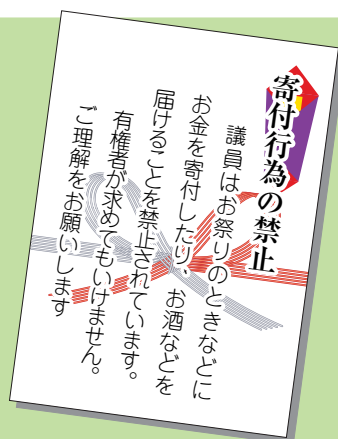 寄付行為の禁止
議員はお祭りのときなどに
お金を寄付したり、お酒などを
届けることを禁止されています。
有権者が求めてもいけません。
ご理解をお願いします